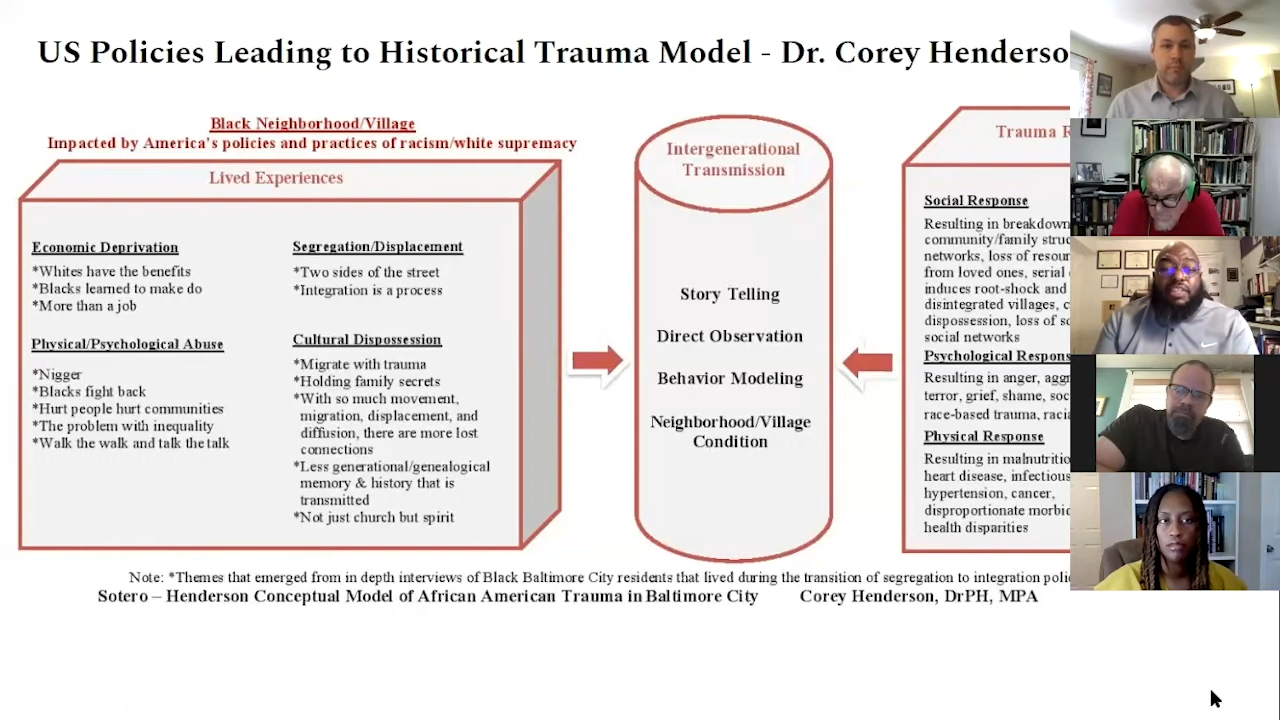 US Policies Leading to Historical Trauma Model - Dr. Corey Henderso
Black Neighborhood/Village
Impacted by America's policies and practices of racism/white supremacy
Lived Experiences
Economic Deprivation
*Whites have the benefits
*Blacks learned to make do
*More than a job
Physical/Psychological Abuse
*Nigger
*Blacks fight back
*Hurt people hurt communities
*The problem with inequality
*Walk the walk and talk the talk
Segregation/Displacement
*Two sides of the street
*Integration is a process
Cultural Dispossession
*Migrate with trauma
*Holding family secrets
*With so much movement,
migration, displacement, and
diffusion, there are more lost
connections
*Less generational/genealogical
memory & history that is
transmitted
*Not just church but spirit
Intergenerational
Transmission
Story Telling
Direct Observation
Behavior Modeling
Neighborhood/Village
Condition
Trauma R
Social Response
Resulting in breakdown
community/family struc
networks, loss of resour
from loved ones, serial
induces root-shock and
disintegrated villages, c
dispossession, loss of so
social networks
Psychological Respons
Resulting in anger, aggr
terror, grief, shame, soc
race-based trauma, racia
Physical Response
Resulting in malnutritio
heart disease, infectious
hypertension, cancer,
disproportionate morbid
health disparities
Note: *Themes that emerged from in depth interviews of Black Baltimore City residents that lived during the transition of segregation to integration poli
Sotero – Henderson Conceptual Model of African American Trauma in Baltimore City
Corey Henderson, DrPH, MPA